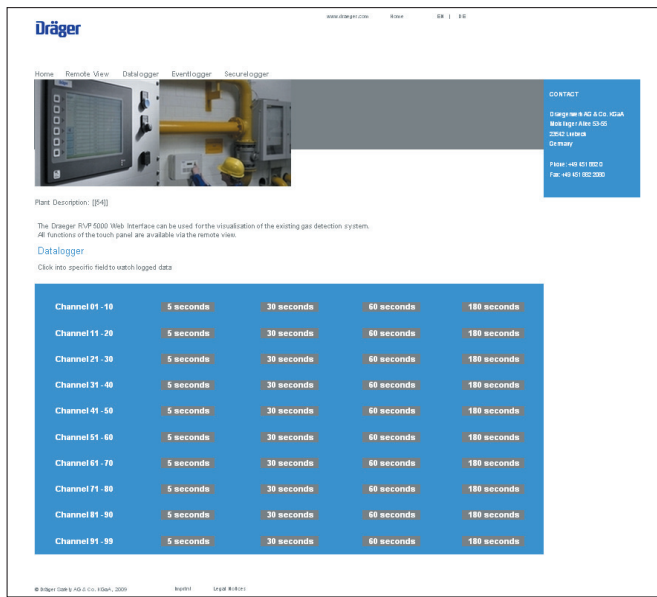 www.draeger.com Home EN | DE
Dräger
Home Remote View Datalogger Eventlogger Securelogger
CONTACT
Draegerwerk AG & Co. KGaA
Moislinger Allee 53-55
23542 Luebeck
Germany
Phone: +49 451 882 0
Fax: +49 451 882 2080
Plant Description: [[54]]
The Draeger RVP 5000 Web Interface can be used for the visualisation of the existing gas detection system.
All functions of the touch panel are available via the remote view.
Datalogger
Click into specific field to watch logged data
Channel 01 - 10 5 seconds 30 seconds 60 seconds 180 seconds
Channel 11 - 20 5 seconds 30 seconds 60 seconds 180 seconds
Channel 21 - 30 5 seconds 30 seconds 60 seconds 180 seconds
Channel 31 - 40 5 seconds 30 seconds 60 seconds 180 seconds
Channel 41 - 50 5 seconds 30 seconds 60 seconds 180 seconds
Channel 51 - 60 5 seconds 30 seconds 60 seconds 180 seconds
Channel 61 - 70 5 seconds 30 seconds 60 seconds 180 seconds
Channel 71 - 80 5 seconds 30 seconds 60 seconds 180 seconds
Channel 81 - 90 5 seconds 30 seconds 60 seconds 180 seconds
Channel 91 - 99 5 seconds 30 seconds 60 seconds 180 seconds
© Dräger Safety AG & Co. KGaA, 2009 Imprint Legal Notices